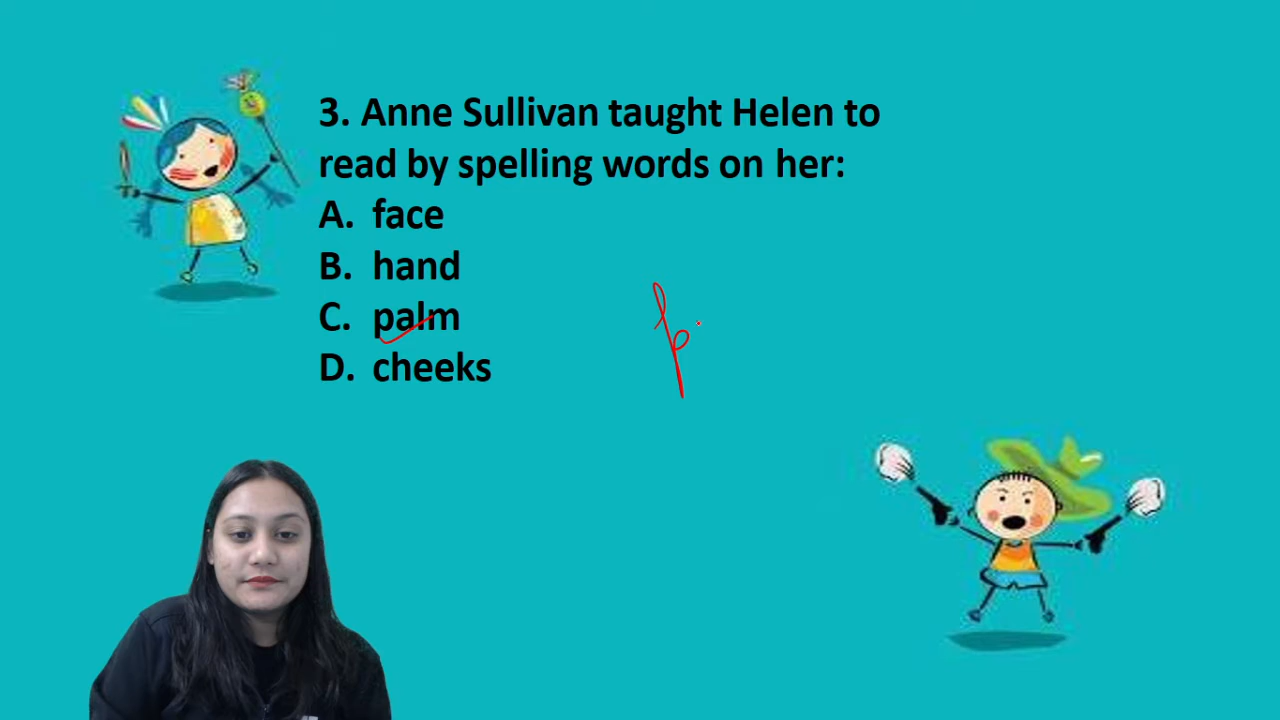 3. Anne Sullivan taught Helen to
read by spelling words on her:
A. face
B. hand
C. palm
D. cheeks
p